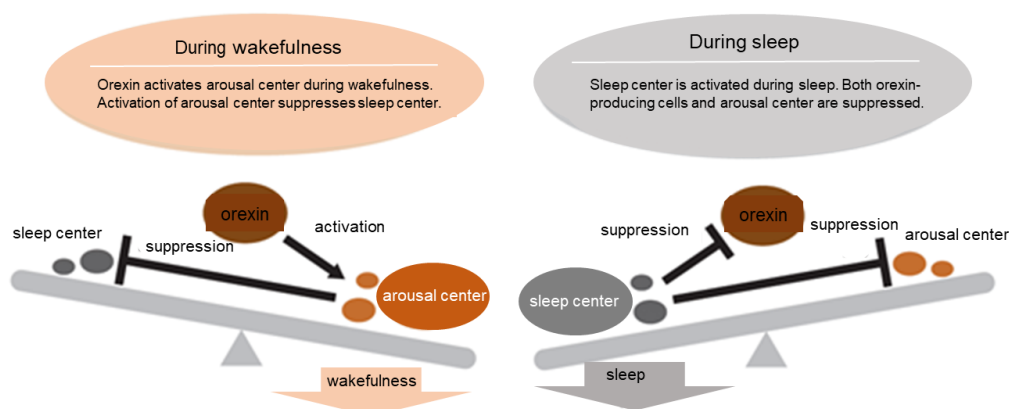 During wakefulness
Orexin activates arousal center during wakefulness.
Activation of arousal center suppresses sleep center.
During sleep
Sleep center is activated during sleep. Both orexin-
producing cells and arousal center are suppressed.
orexin
sleep center
suppression
activation
arousal center
wakefulness
orexin
suppression
suppression
arousal center
sleep center
sleep